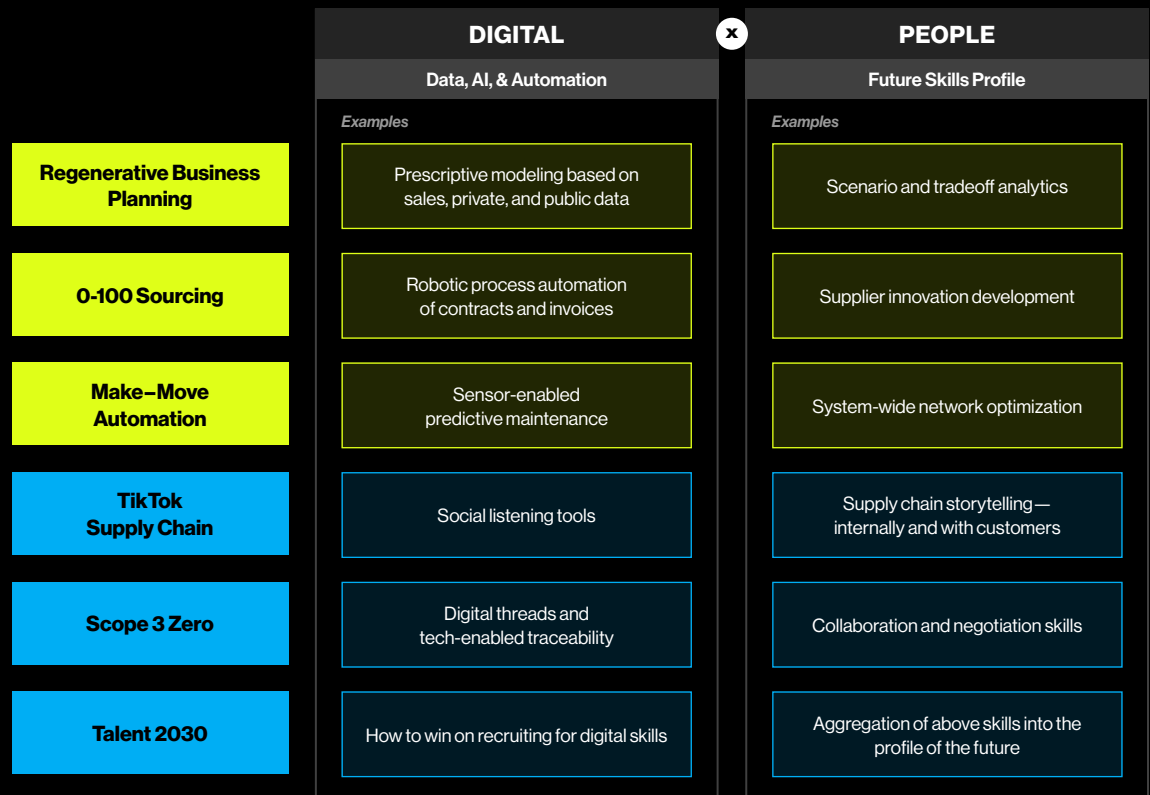 DIGITAL
x
PEOPLE
Data, AI, & Automation
Future Skills Profile
Examples
Examples
Regenerative Business
Planning
Prescriptive modeling based on
sales, private, and public data
Scenario and tradeoff analytics
0-100 Sourcing
Robotic process automation
of contracts and invoices
Supplier innovation development
Make–Move
Automation
Sensor-enabled
predictive maintenance
System-wide network optimization
TikTok
Supply Chain
Social listening tools
Supply chain storytelling—
internally and with customers
Scope 3 Zero
Digital threads and
tech-enabled traceability
Collaboration and negotiation skills
Talent 2030
How to win on recruiting for digital skills
Aggregation of above skills into the
profile of the future